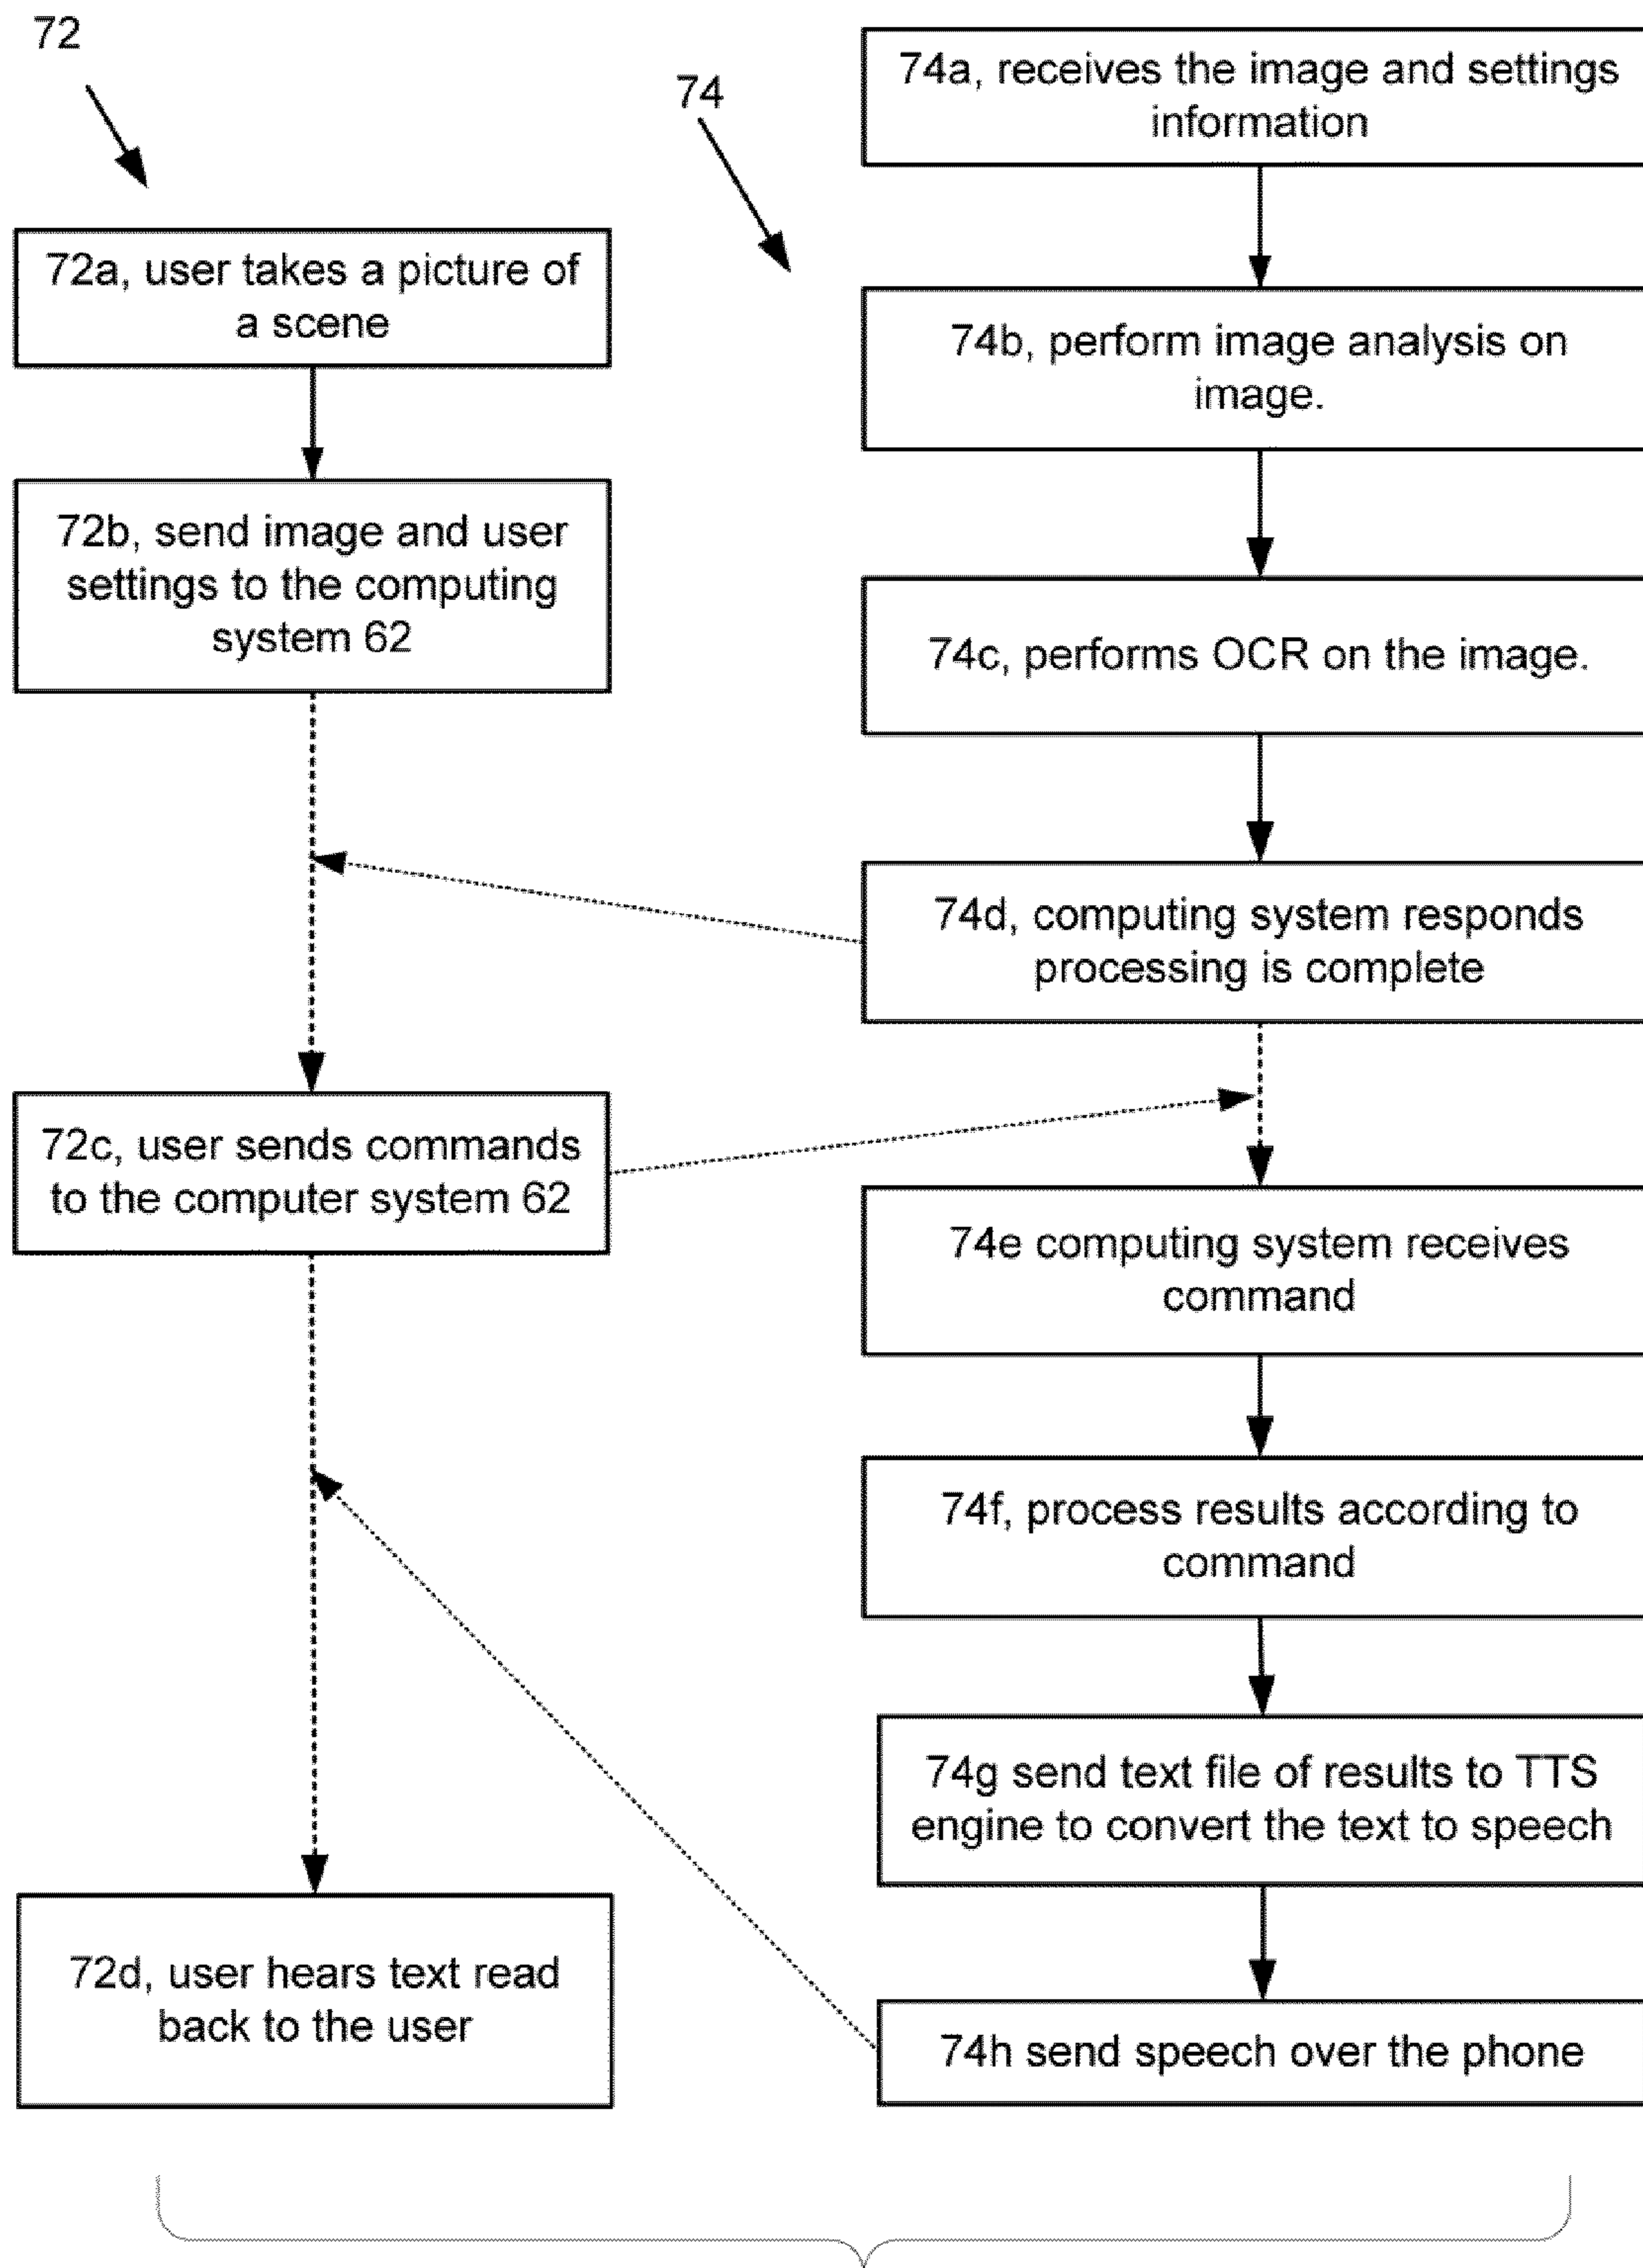 72
72a, user takes a picture of
a scene
72b, send image and user
settings to the computing
system 62
72c, user sends commands
to the computer system 62
72d, user hears text read
back to the user
74
74a, receives the image and settings
information
74b, perform image analysis on
image.
74c, performs OCR on the image.
74d, computing system responds
processing is complete
74e computing system receives
command
74f, process results according to
command
74g send text file of results to TTS
engine to convert the text to speech
74h send speech over the phone